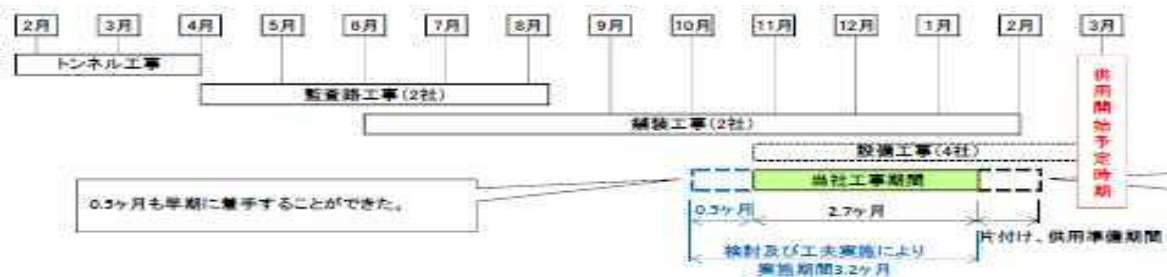 2月 3月 4月 5月 6月 7月 8月 9月 10月 11月 12月 1月 2月 3月
トンネル工事
監査路工事(2社)
舗装工事(2社)
設備工事(4社)
供用開始予定時期
当社工事期間
0.5ヶ月も早期に着手することができた。
0.5ヶ月
2.7ヶ月
片付け、供用準備期間
検討及び工夫実施により
実施期間3.2ヶ月